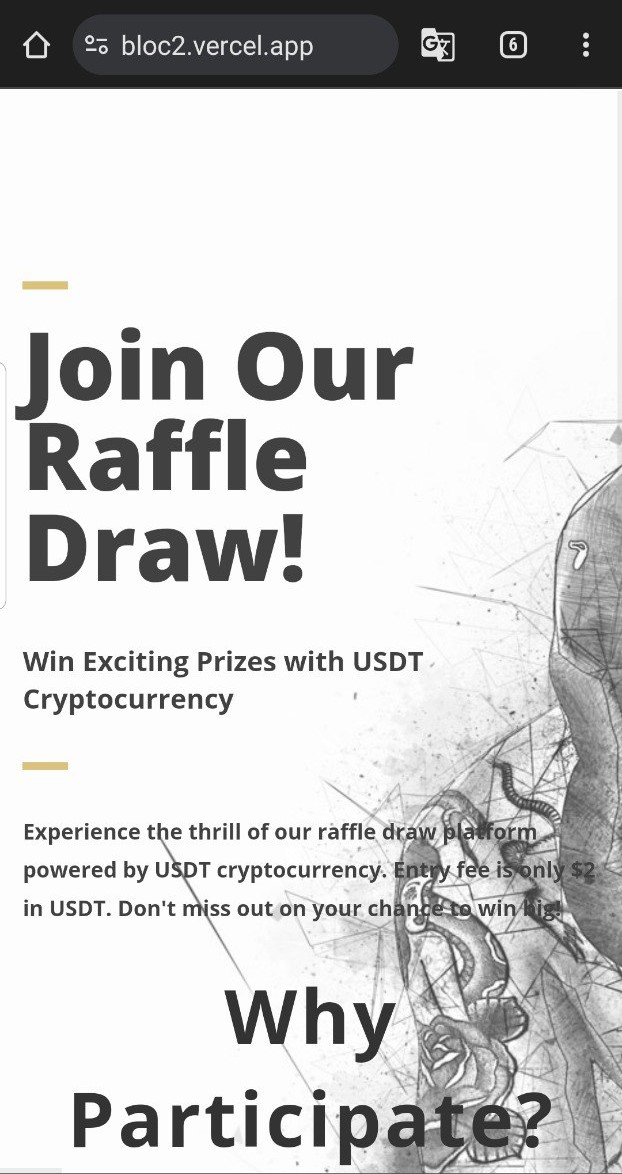 bloc2.vercel.app
6
Join Our
Raffle
Draw!
Win Exciting Prizes with USDT
Cryptocurrency
Experience the thrill of our raffle draw platform
powered by USDT cryptocurrency. Entry fee is only $2
in USDT. Don't miss out on your chance to win big!
Why
Participate?